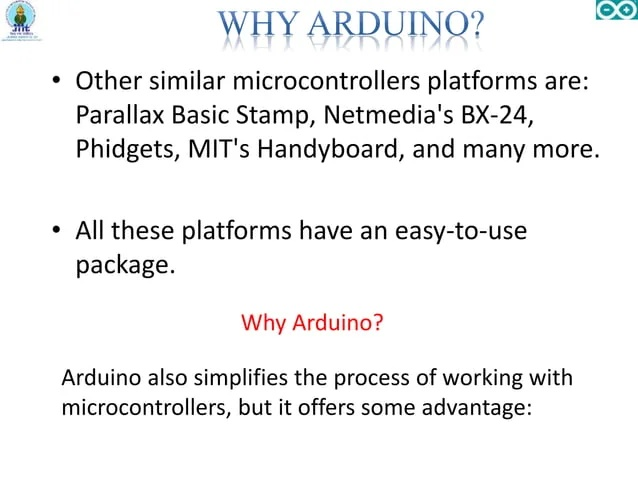 WHY ARDUINO?
• Other similar microcontrollers platforms are:
Parallax Basic Stamp, Netmedia's BX-24,
Phidgets, MIT's Handyboard, and many more.
• All these platforms have an easy-to-use
package.
Why Arduino?
Arduino also simplifies the process of working with
microcontrollers, but it offers some advantage: